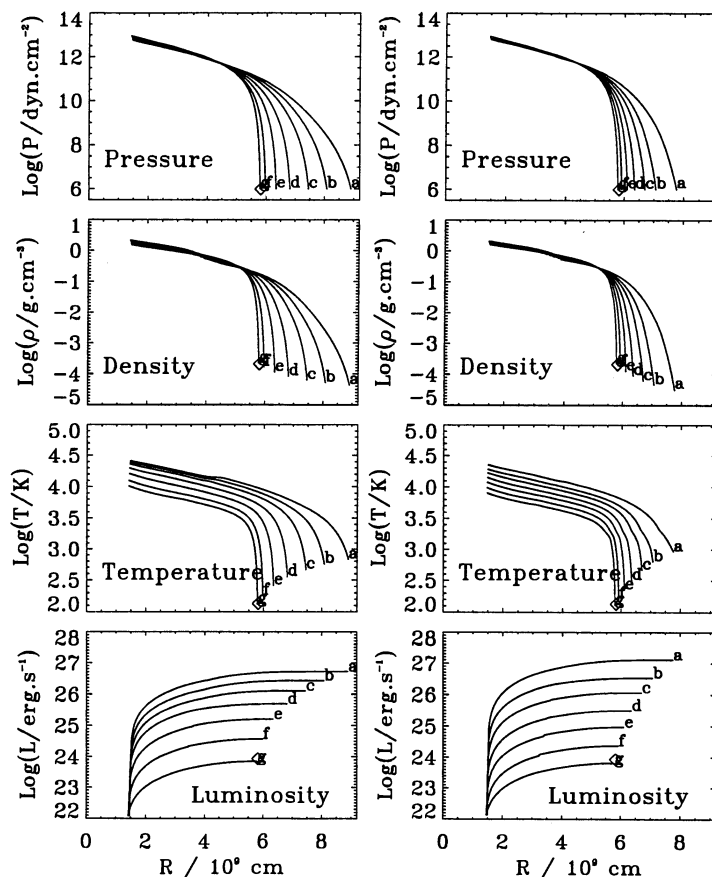 Log(P/dyn.cm⁻²)
14
12
10
8
6
Pressure
g f e d c b a
Log(P/dyn.cm⁻²)
14
12
10
8
6
Pressure
f e d c b a
Log(ρ/g.cm⁻³)
1
0
-1
-2
-3
-4
-5
Density
f e d c b a
Log(ρ/g.cm⁻³)
1
0
-1
-2
-3
-4
-5
Density
f e d c b a
Log(T/K)
5.0
4.5
4.0
3.5
3.0
2.5
2.0
Temperature
g f e d c b a
Log(T/K)
5.0
4.5
4.0
3.5
3.0
2.5
2.0
Temperature
g f e d c b a
Log(L/erg.s⁻¹)
28
27
26
25
24
23
22
a
b
c
d
e
f
g
Luminosity
0 2 4 6 8
R / 10⁹ cm
Log(L/erg.s⁻¹)
28
27
26
25
24
23
22
a
b
c
d
e
f
g
Luminosity
0 2 4 6 8
R / 10⁹ cm